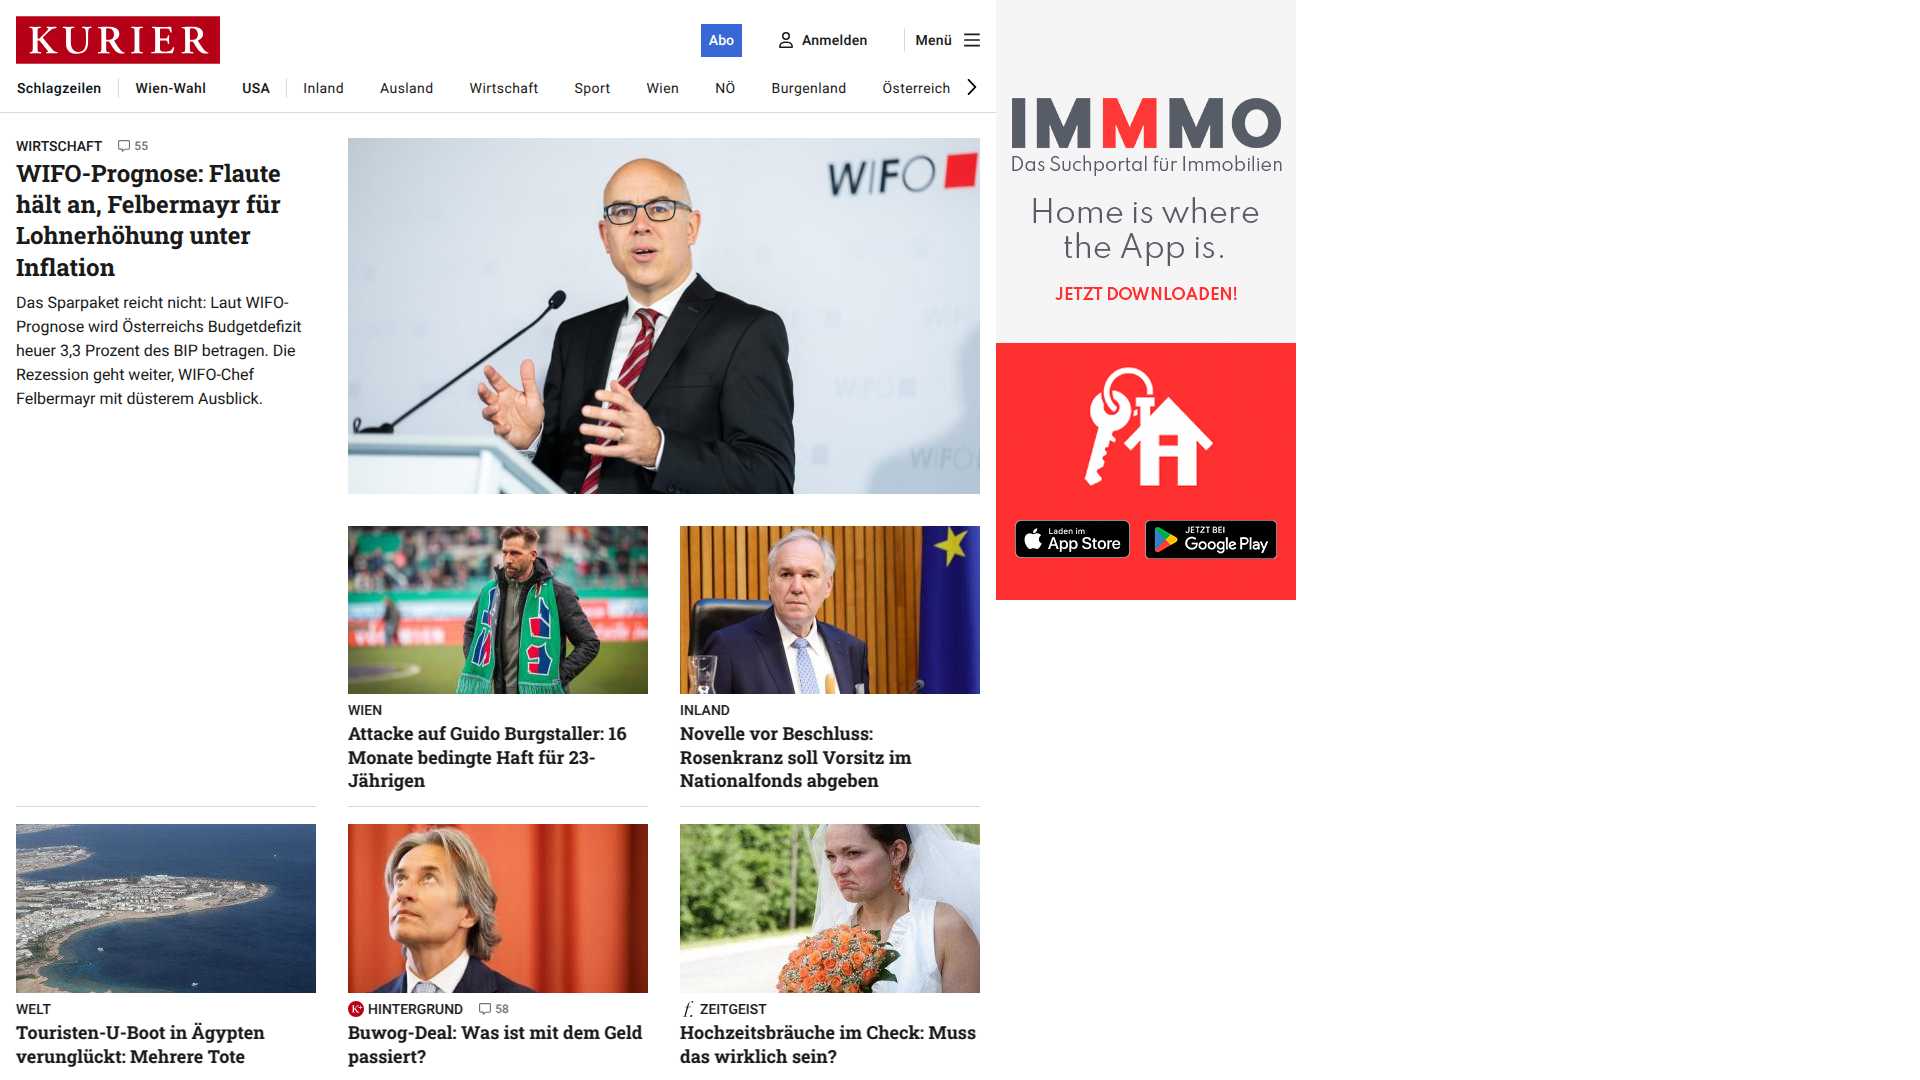 KURIER
Abo
Anmelden
Menü
Schlagzeilen
Wien-Wahl
USA
Inland
Ausland
Wirtschaft
Sport
Wien
NÖ
Burgenland
Österreich
WIRTSCHAFT 55
WIFO-Prognose: Flaute
hält an, Felbermayr für
Lohnerhöhung unter
Inflation
Das Sparpaket reicht nicht: Laut WIFO-
Prognose wird Österreichs Budgetdefizit
heuer 3,3 Prozent des BIP betragen. Die
Rezession geht weiter, WIFO-Chef
Felbermayr mit düsterem Ausblick.
WIFO
WIFO
WIFO
IMMMO
Das Suchportal für Immobilien
Home is where
the App is.
JETZT DOWNLOADEN!
Laden im
App Store
JETZT BEI
Google Play
WIEN
Attacke auf Guido Burgstaller: 16
Monate bedingte Haft für 23-
Jährigen
INLAND
Novelle vor Beschluss:
Rosenkranz soll Vorsitz im
Nationalfonds abgeben
WELT
Touristen-U-Boot in Ägypten
verunglückt: Mehrere Tote
K+ HINTERGRUND 58
Buwog-Deal: Was ist mit dem Geld
passiert?
f. ZEITGEIST
Hochzeitsbräuche im Check: Muss
das wirklich sein?